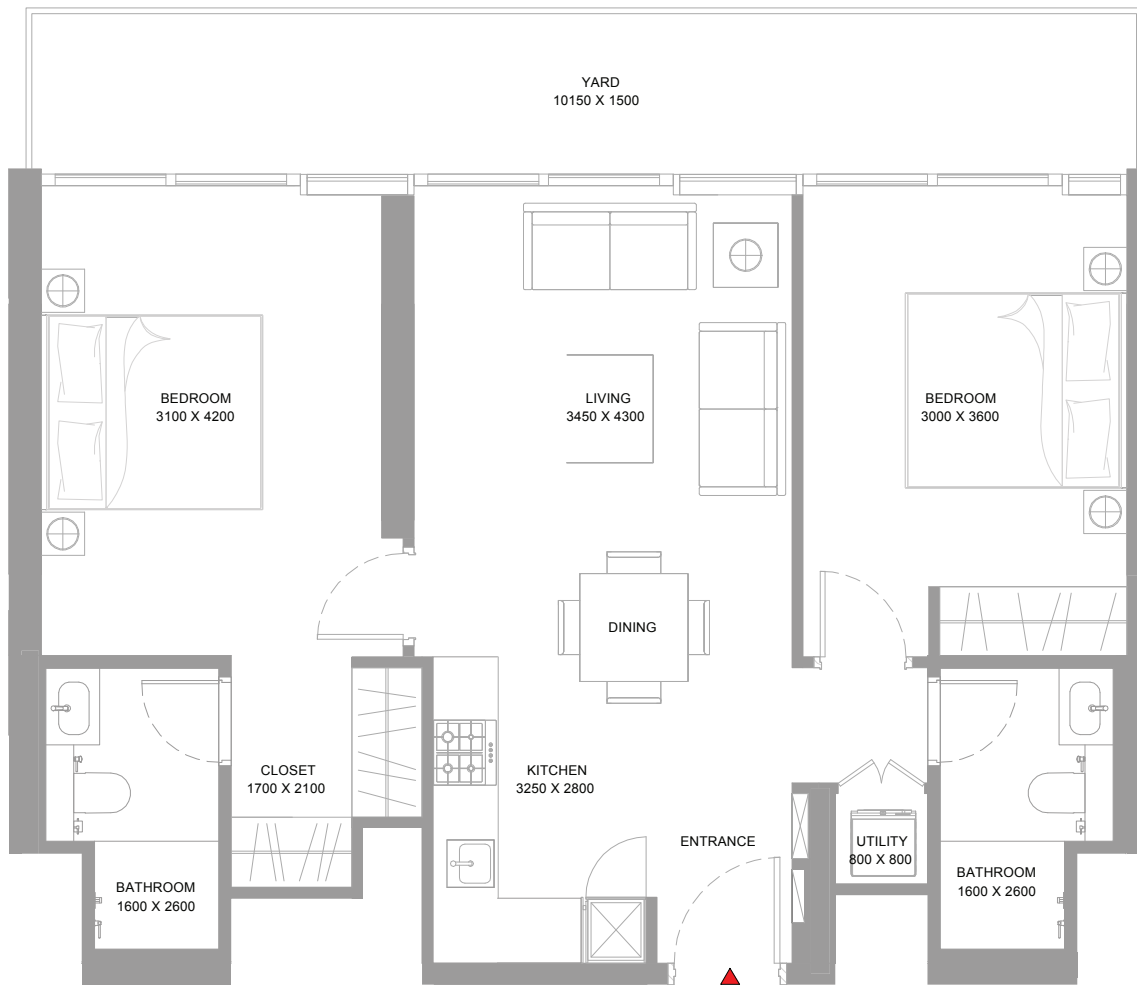 YARD
10150 X 1500
BEDROOM
3100 X 4200
LIVING
3450 X 4300
BEDROOM
3000 X 3600
DINING
CLOSET
1700 X 2100
KITCHEN
3250 X 2800
ENTRANCE
UTILITY
800 X 800
BATHROOM
1600 X 2600
BATHROOM
1600 X 2600